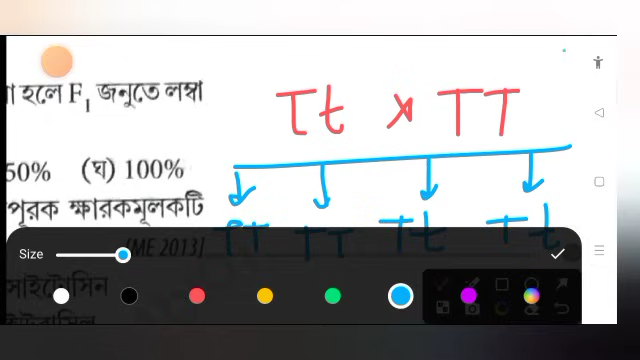 হলে F₁ জনুতে লম্বা
Tt x TT
50% (ঘ) 100%
পূরক ক্ষারকমূলকটি
TT TT Tt Tt
[ME 2013]
Size
সাইটোসিন